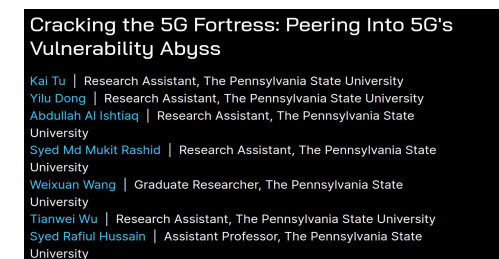 Cracking the 5G Fortress: Peering Into 5G's
Vulnerability Abyss
Kai Tu | Research Assistant, The Pennsylvania State University
Yilu Dong | Research Assistant, The Pennsylvania State University
Abdullah Al Ishtiaq | Research Assistant, The Pennsylvania State
University
Syed Md Mukit Rashid | Research Assistant, The Pennsylvania State
University
Weixuan Wang | Graduate Researcher, The Pennsylvania State
University
Tianwei Wu | Research Assistant, The Pennsylvania State University
Syed Rafiul Hussain | Assistant Professor, The Pennsylvania State
University